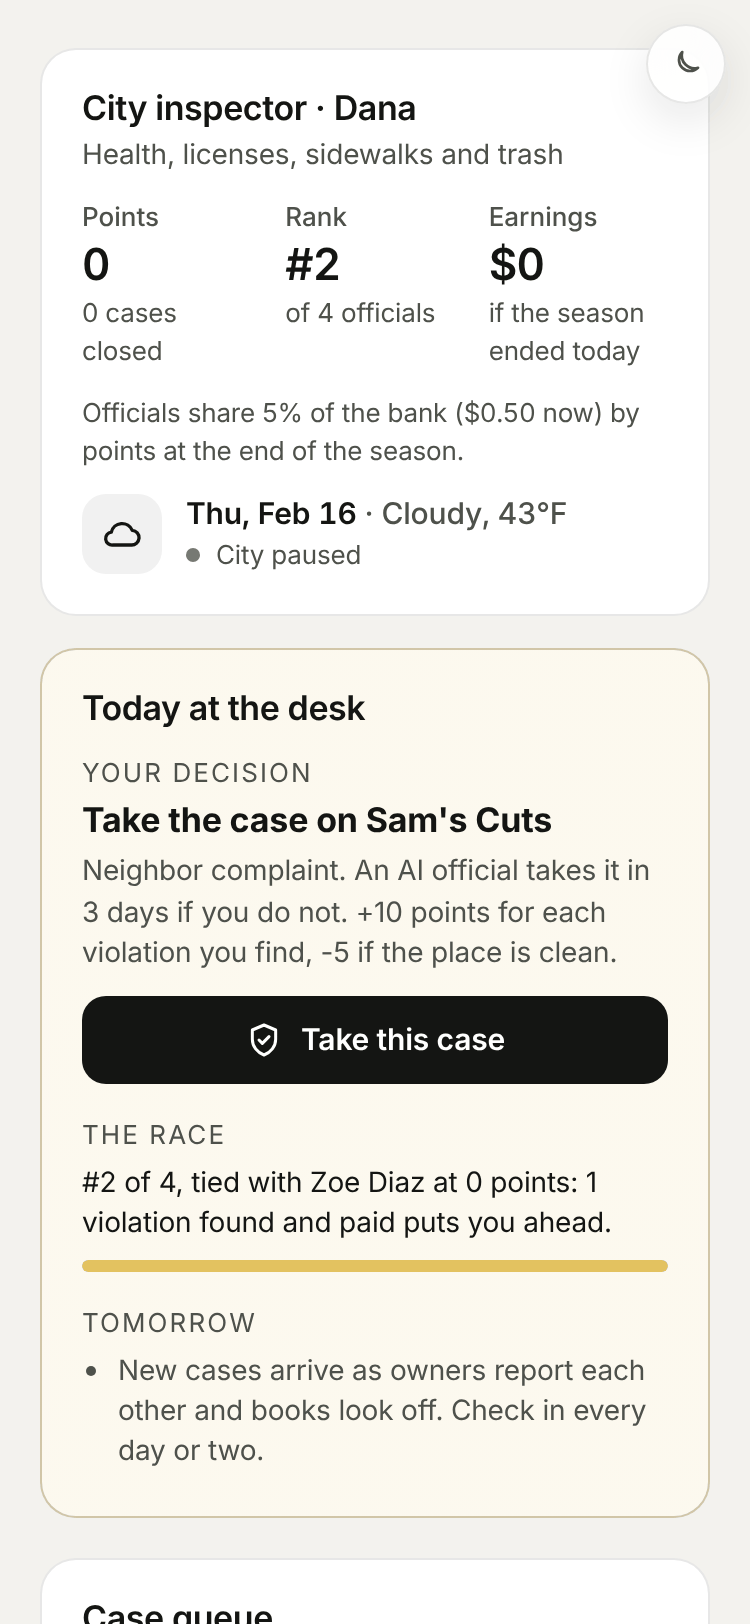 City inspector · Dana
Health, licenses, sidewalks and trash
Points
0
0 cases
closed
Rank
#2
of 4 officials
Earnings
$0
if the season
ended today
Officials share 5% of the bank ($0.50 now) by
points at the end of the season.
Thu, Feb 16 · Cloudy, 43°F
City paused
Today at the desk
YOUR DECISION
Take the case on Sam's Cuts
Neighbor complaint. An AI official takes it in
3 days if you do not. +10 points for each
violation you find, -5 if the place is clean.
Take this case
THE RACE
#2 of 4, tied with Zoe Diaz at 0 points: 1
violation found and paid puts you ahead.
TOMORROW
• New cases arrive as owners report each
other and books look off. Check in every
day or two.
Case queue